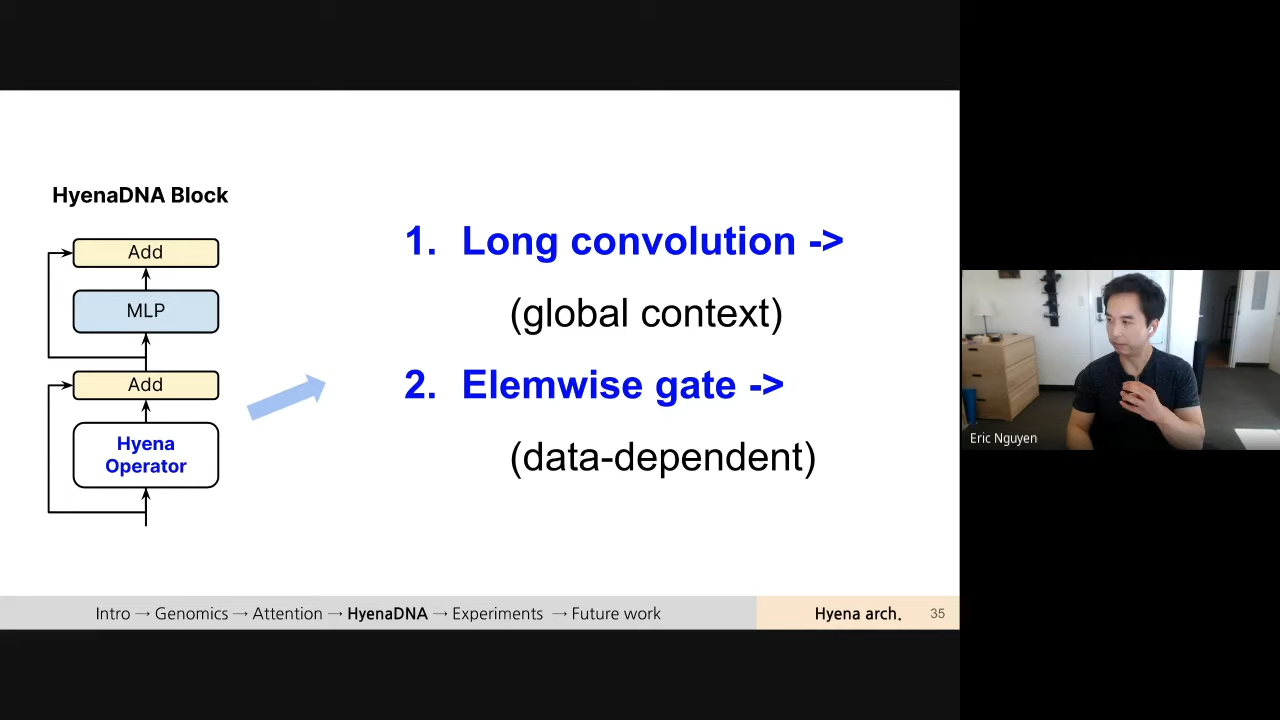 HyenaDNA Block
Add
MLP
Add
Hyena
Operator
1. Long convolution ->
(global context)
2. Elemwise gate ->
(data-dependent)
Eric Nguyen
Intro → Genomics → Attention → HyenaDNA → Experiments → Future work
Hyena arch. 35